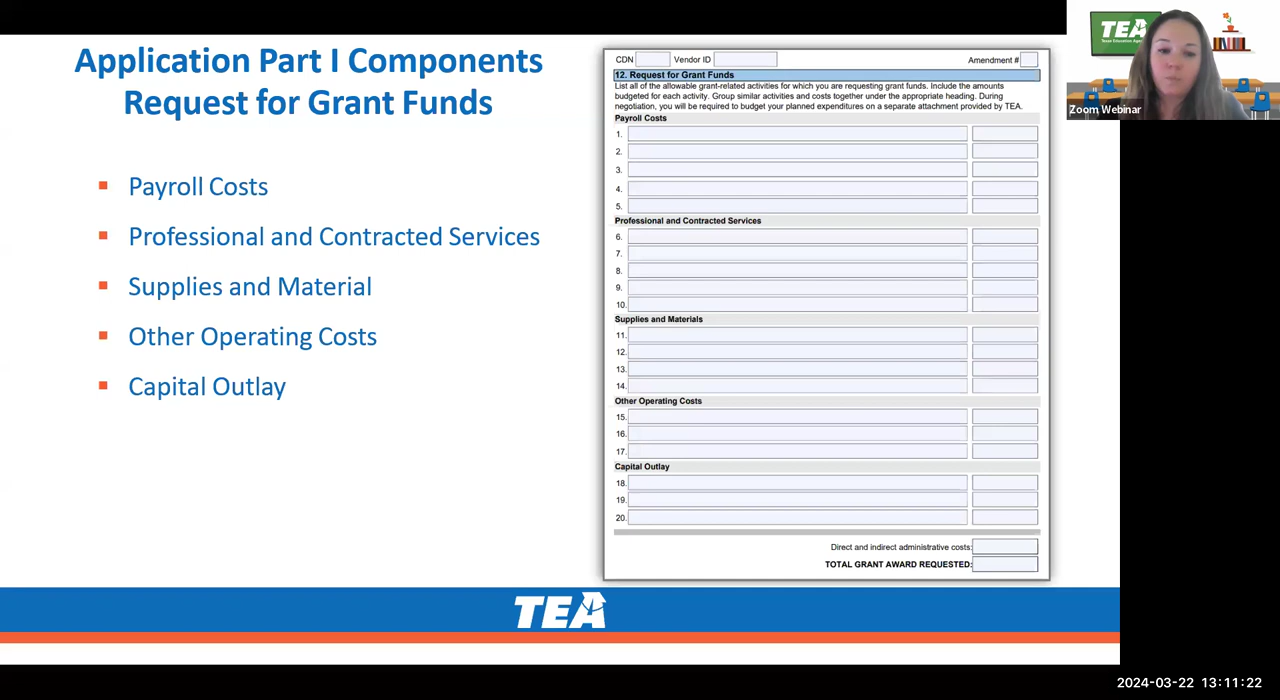 Application Part I Components
Request for Grant Funds
Payroll Costs
Professional and Contracted Services
Supplies and Material
Other Operating Costs
Capital Outlay
CDN Vendor ID Amendment #
12. Request for Grant Funds
List all of the allowable grant-related activities for which you are requesting grant funds. Include the amounts
budgeted for each activity. Group similar activities and costs together under the appropriate heading. During
negotiation, you will be required to budget your planned expenditures on a separate attachment provided by TEA.
Payroll Costs
1.
2.
3.
4.
5.
Professional and Contracted Services
6.
7.
8.
9.
10.
Supplies and Materials
11.
12.
13.
14.
Other Operating Costs
15.
16.
17.
Capital Outlay
18.
19.
20.
Direct and indirect administrative costs:
TOTAL GRANT AWARD REQUESTED:
TEA
TEA
Zoom Webinar
2024-03-22 13:11:22